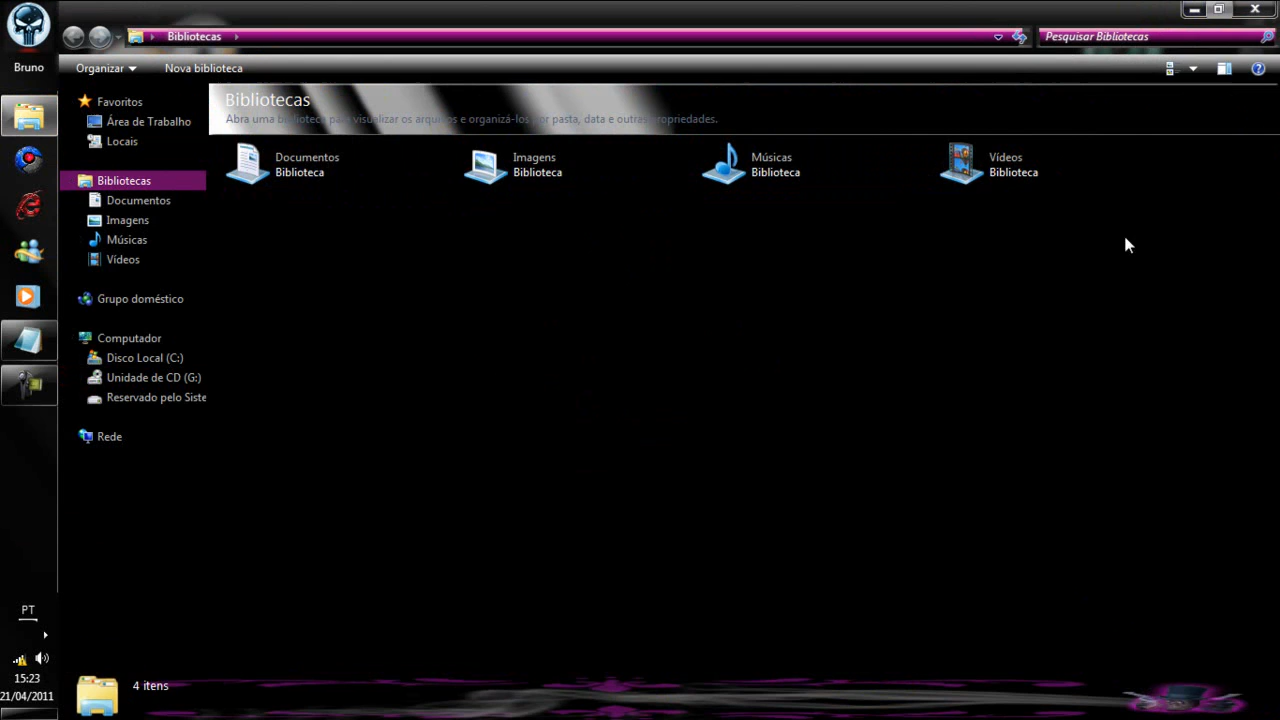 Bruno
Bibliotecas
Pesquisar Bibliotecas
Organizar
Nova biblioteca
Favoritos
Área de Trabalho
Locais
Bibliotecas
Documentos
Imagens
Músicas
Vídeos
Grupo doméstico
Computador
Disco Local (C:)
Unidade de CD (G:)
Reservado pelo Siste
Rede
Bibliotecas
Abra uma biblioteca para visualizar os arquivos e organizá-los por pasta, data e outras propriedades.
Documentos
Biblioteca
Imagens
Biblioteca
Músicas
Biblioteca
Vídeos
Biblioteca
PT
15:23
21/04/2011
4 itens